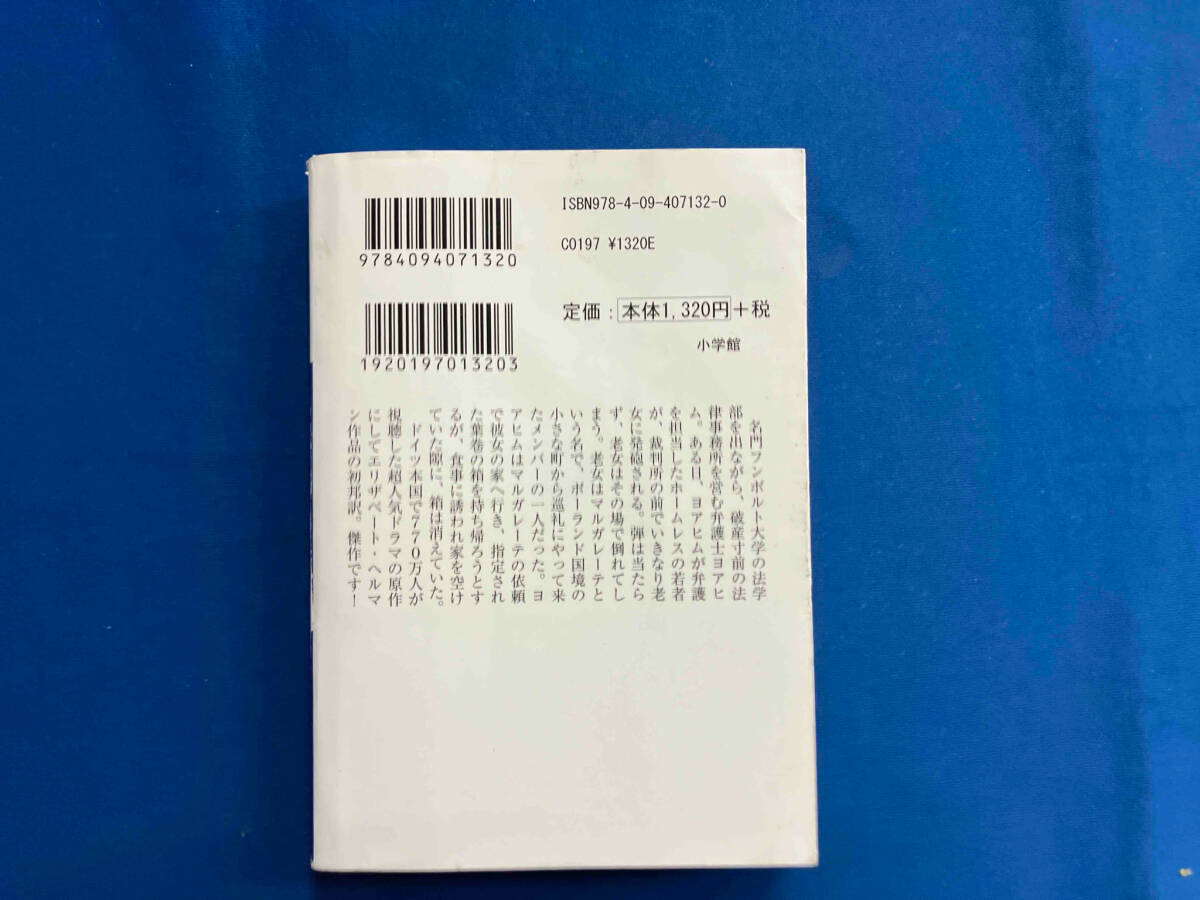 ISBN978-4-09-407132-0
9784094071320
C0197 ¥1320E
定価：本体1,320円+税
小学館
1920197013203
名門フンボルト大学の法学
部を出ながら、破産寸前の法
律事務所を営む弁護士ヨアヒ
ム。ある日、ヨアヒムが弁護
を担当したホームレスの若者
が、裁判所の前でいきなり老
女に発砲される。弾は当たら
ず、老女はその場で倒れてし
まう。老女はマルガレーテと
いう名で、ポーランド国境の
小さな町から巡礼にやって来
たメンバーの一人だった。ヨ
アヒムはマルガレーテの依頼
で彼女の家へ行き、指定され
た葉巻の箱を持ち帰ろうとす
るが、食事に誘われ家を空け
ていた隙に、箱は消えていた。
ドイツ本国で770万人が
視聴した超人気ドラマの原作
にしてエリザベート・ヘルマ
ン作品の初邦訳。傑作です！